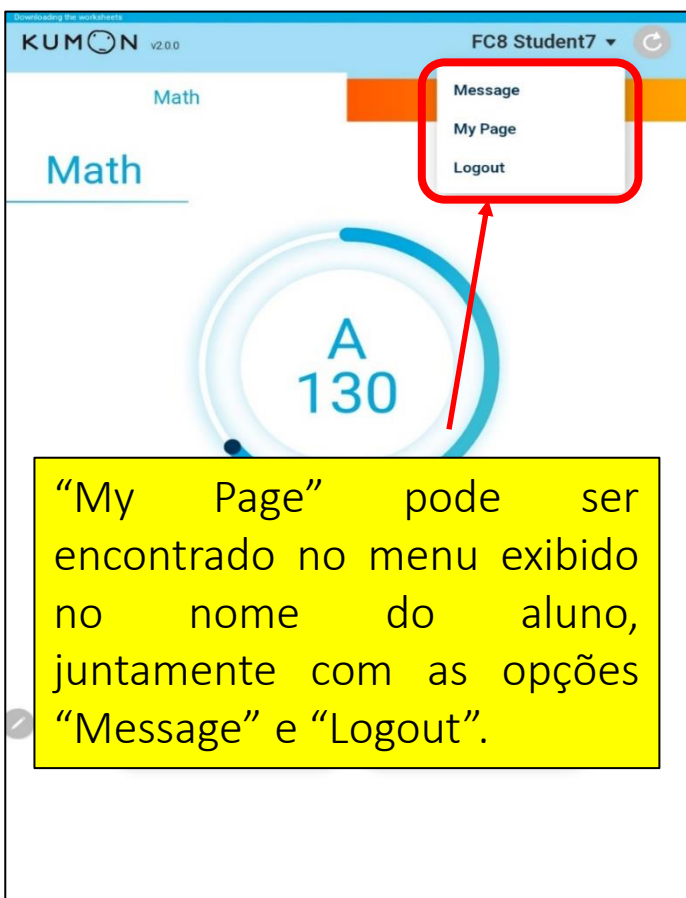 Downloading the worksheets
KUMON v2.0.0
FC8 Student7
Math
Message
My Page
Logout
Math
A
130
“My Page” pode ser
encontrado no menu exibido
no nome do aluno,
juntamente com as opções
“Message” e “Logout”.